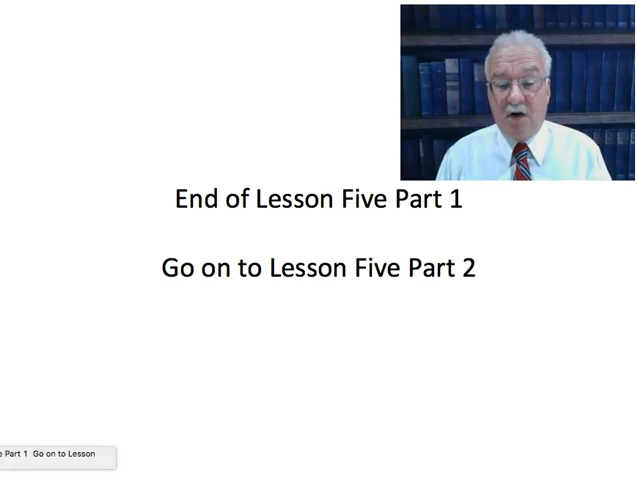 End of Lesson Five Part 1
Go on to Lesson Five Part 2
e Part 1 Go on to Lesson